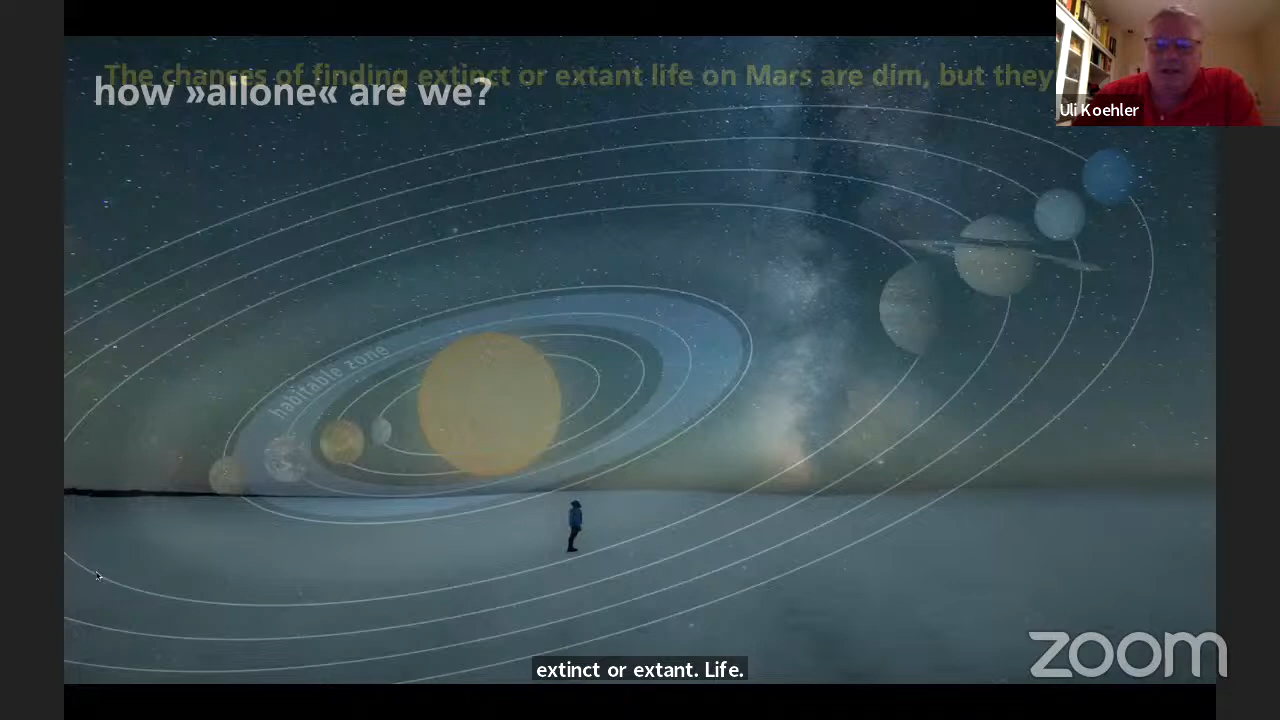 The chances of finding extinct or extant life on Mars are dim, but they
how »allone« are we?
Uli Koehler
habitable zone
zoom
extinct or extant. Life.